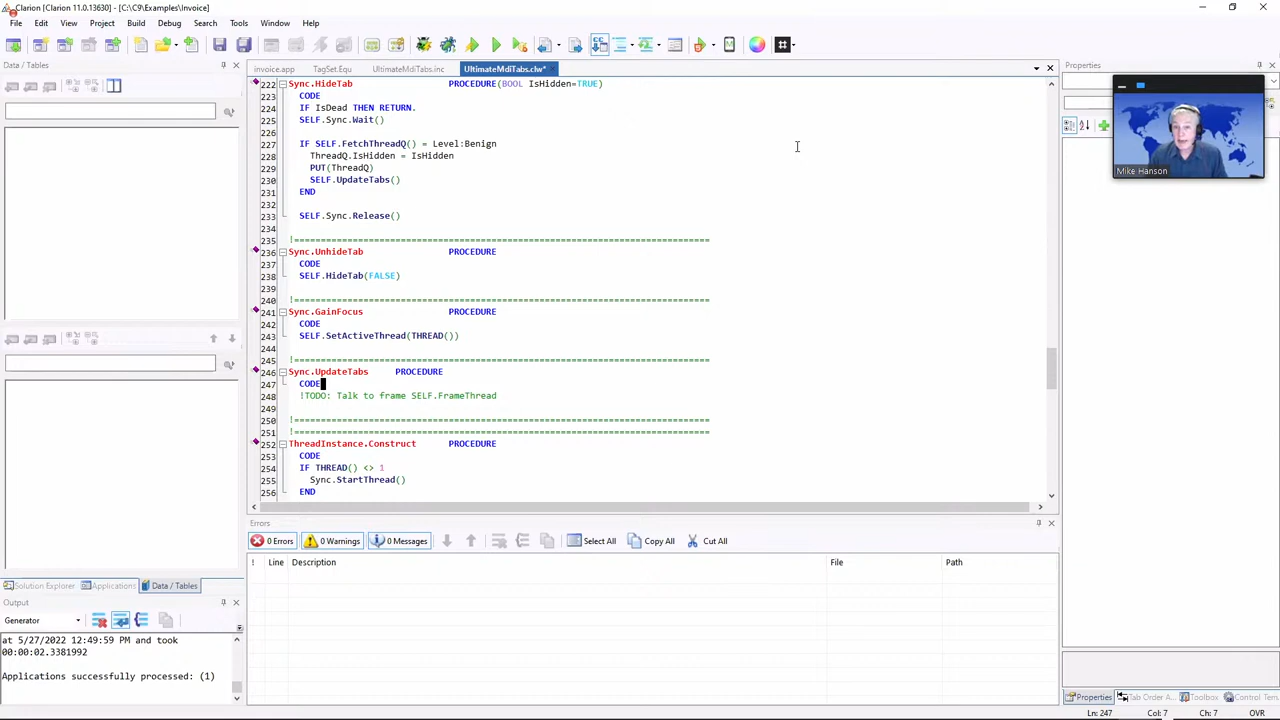 Clarion (Clarion 11.0.13630) - [C:\C9\Examples\Invoice]
File Edit View Project Build Debug Search Tools Window Help
Data / Tables
invoice.app TagSet.Equ UltimateMdiTabs.inc UltimateMdiTabs.clw*
Properties
222 Sync.HideTab PROCEDURE(BOOL IsHidden=TRUE)
223 CODE
224 IF IsDead THEN RETURN.
225 SELF.Sync.Wait()
226
227 IF SELF.FetchThreadQ() = Level:Benign
228 ThreadQ.IsHidden = IsHidden
229 PUT(ThreadQ)
230 SELF.UpdateTabs()
231 END
232
233 SELF.Sync.Release()
234
235 !==============================================================================
236 Sync.UnhideTab PROCEDURE
237 CODE
238 SELF.HideTab(FALSE)
239
240 !==============================================================================
241 Sync.GainFocus PROCEDURE
242 CODE
243 SELF.SetActiveThread(THREAD())
244
245 !==============================================================================
246 Sync.UpdateTabs PROCEDURE
247 CODE
248 !TODO: Talk to frame SELF.FrameThread
249
250 !==============================================================================
251 !==============================================================================
252 ThreadInstance.Construct PROCEDURE
253 CODE
254 IF THREAD() <> 1
255 Sync.StartThread()
256 END
Mike Hanson
Errors
0 Errors 0 Warnings 0 Messages Select All Copy All Cut All
! Line Description File Path
Solution Explorer Applications Data / Tables
Output
Generator
at 5/27/2022 12:49:59 PM and took
00:00:02.3381992
Applications successfully processed: (1)
Properties Tab Order A... Toolbox Control Tem...
Ln: 247 Col: 7 Ch: 7 OVR